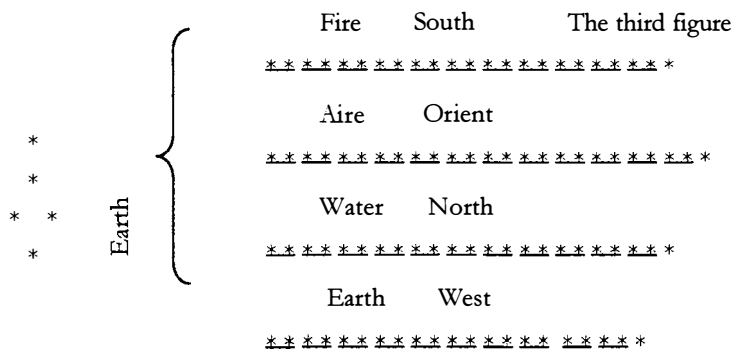 Fire South The third figure
Aire Orient
Earth
Water North
Earth West